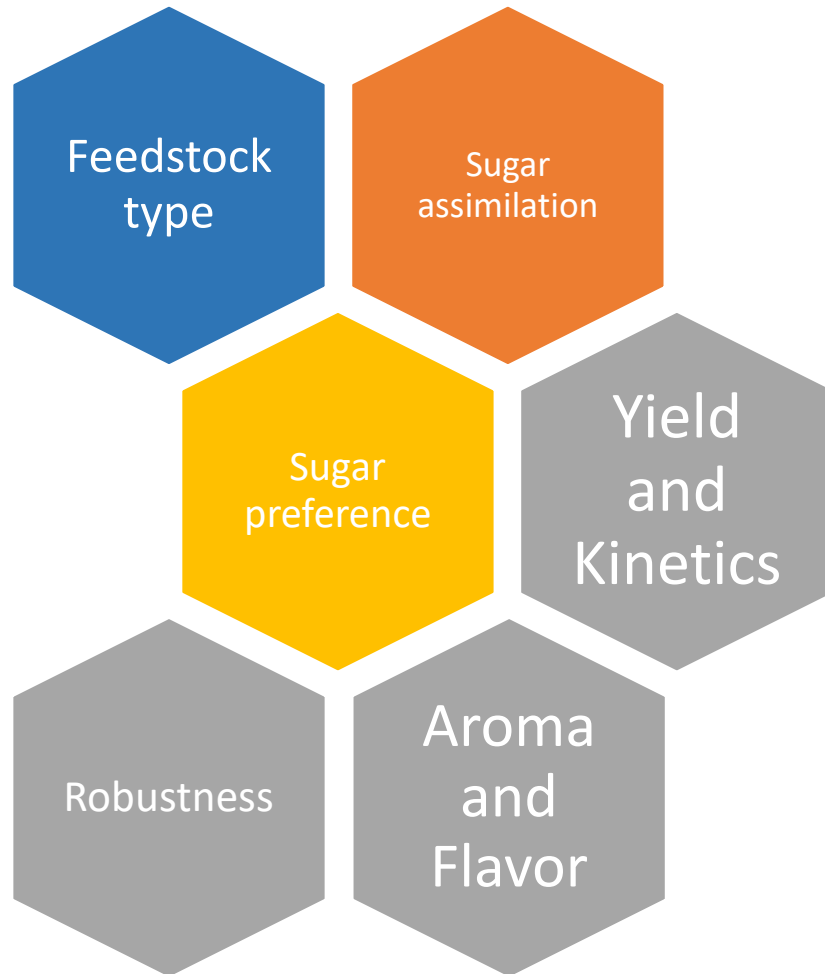 Feedstock
type
Sugar
assimilation
Sugar
preference
Yield
and
Kinetics
Robustness
Aroma
and
Flavor